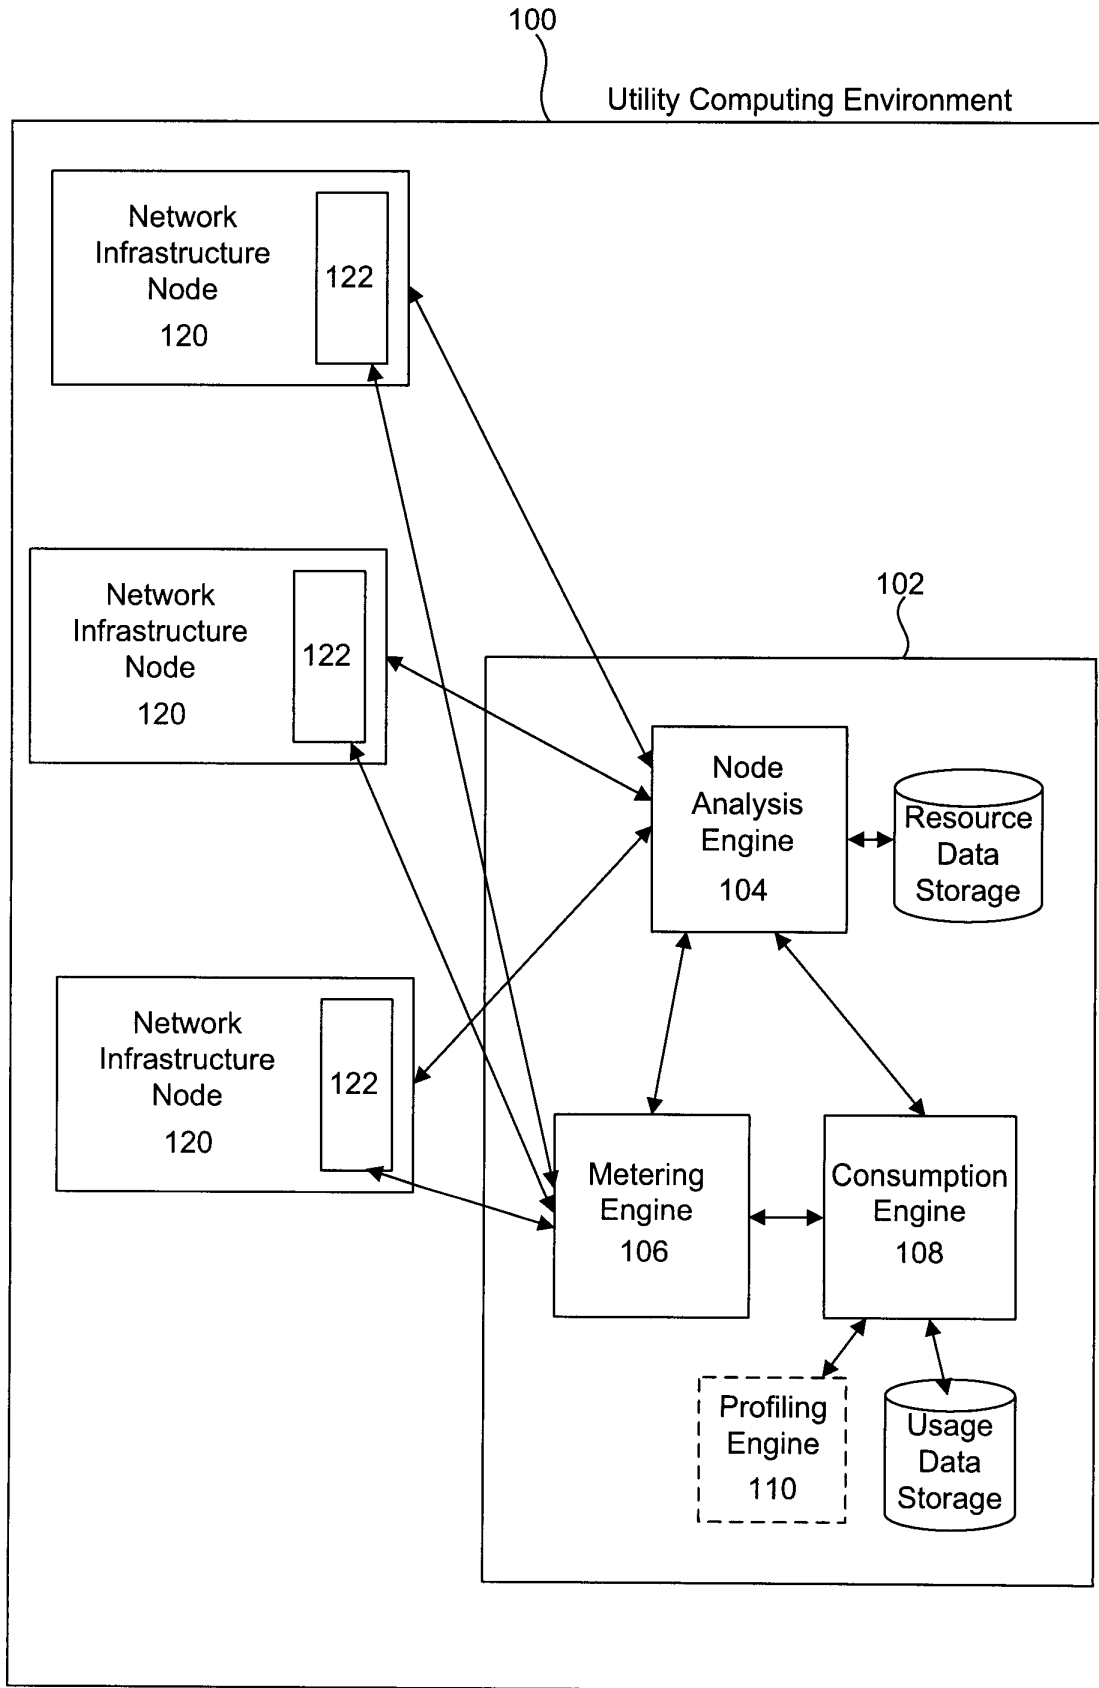 100
Utility Computing Environment
Network
Infrastructure
Node
120
122
Network
Infrastructure
Node
120
122
102
Node
Analysis
Engine
104
Resource
Data
Storage
Network
Infrastructure
Node
120
122
Metering
Engine
106
Consumption
Engine
108
Profiling
Engine
110
Usage
Data
Storage